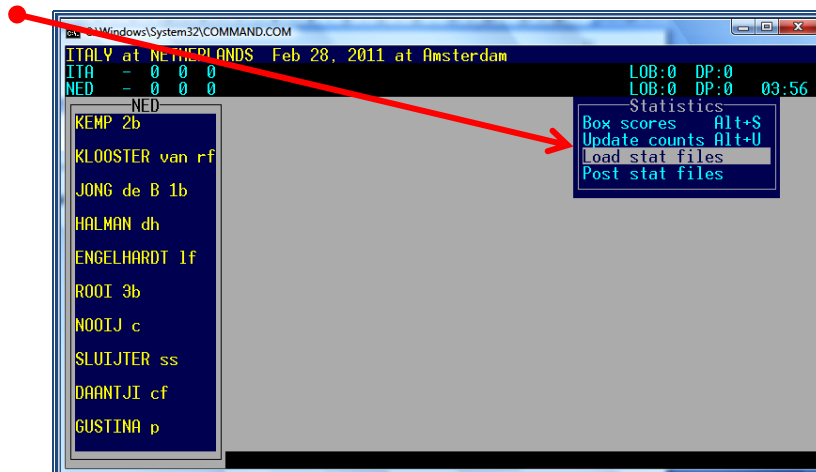 C:\Windows\System32\COMMAND.COM
ITALY at NETHERLANDS Feb 28, 2011 at Amsterdam
ITA - 0 0 0 LOB:0 DP:0
NED - 0 0 0 LOB:0 DP:0 03:56
NED
KEMP 2b
KLOOSTER van rf
JONG de B 1b
HALMAN dh
ENGELHARDT lf
ROOI 3b
NOOIJ c
SLUIJTER ss
DAANTJI cf
GUSTINA p
Statistics
Box scores Alt+S
Update counts Alt+U
Load stat files
Post stat files